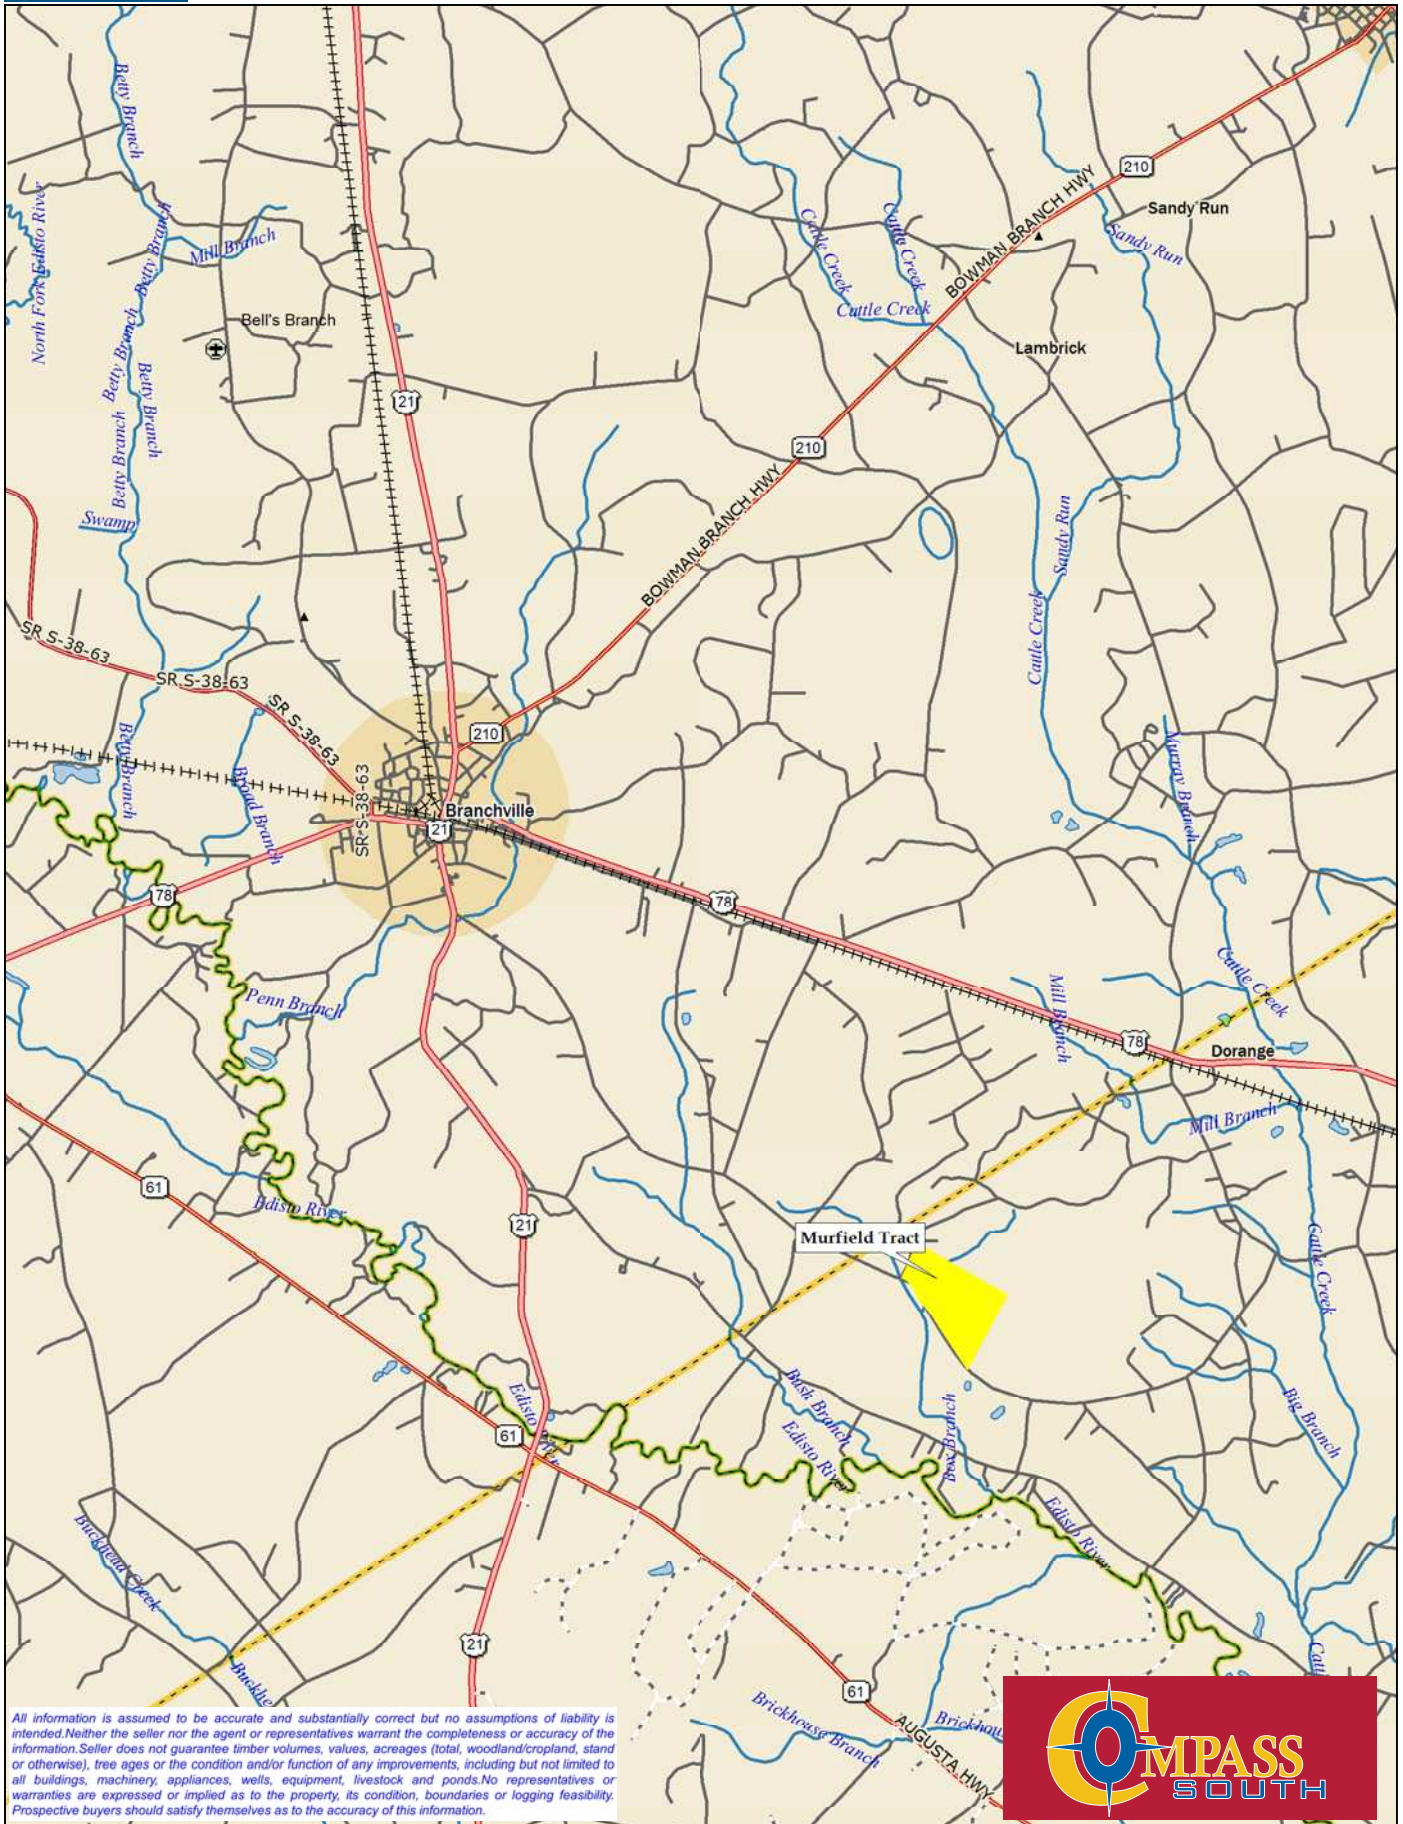 Betty Branch
North Fork Edisto River
Betty Branch
Mill Branch
Bell's Branch
Betty Branch
Betty Branch
Betty Branch
Swamp
21
210
Sandy Run
Sandy Run
BOWMAN BRANCH HWY
Cattle Creek
Cattle Creek
Cattle Creek
Lambrick
210
BOWMAN BRANCH HWY
Sandy Run
Cattle Creek
SR S-38-63
SR S-38-63
SR S-38-63
SR S-38-63
210
Betty Branch
Broad Branch
Branchville
21
Murray Branch
78
78
Penn Branch
Mill Branch
Cattle Creek
78
Dorange
Mill Branch
61
Edisto River
21
Murfield Tract
Cattle Creek
Edisto River
61
Bush Branch
Edisto River
Box Branch
Big Branch
Edisto River
Buckhead Creek
Buckhe
21
61
Brickhouse Branch
Brickhou
AUGUSTA HWY
Catt
All information is assumed to be accurate and substantially correct but no assumptions of liability is
intended.Neither the seller nor the agent or representatives warrant the completeness or accuracy of the
information.Seller does not guarantee timber volumes, values, acreages (total, woodland/cropland, stand
or otherwise), tree ages or the condition and/or function of any improvements, including but not limited to
all buildings, machinery, appliances, wells, equipment, livestock and ponds.No representatives or
warranties are expressed or implied as to the property, its condition, boundaries or logging feasibility.
Prospective buyers should satisfy themselves as to the accuracy of this information.
COMPASS
SOUTH